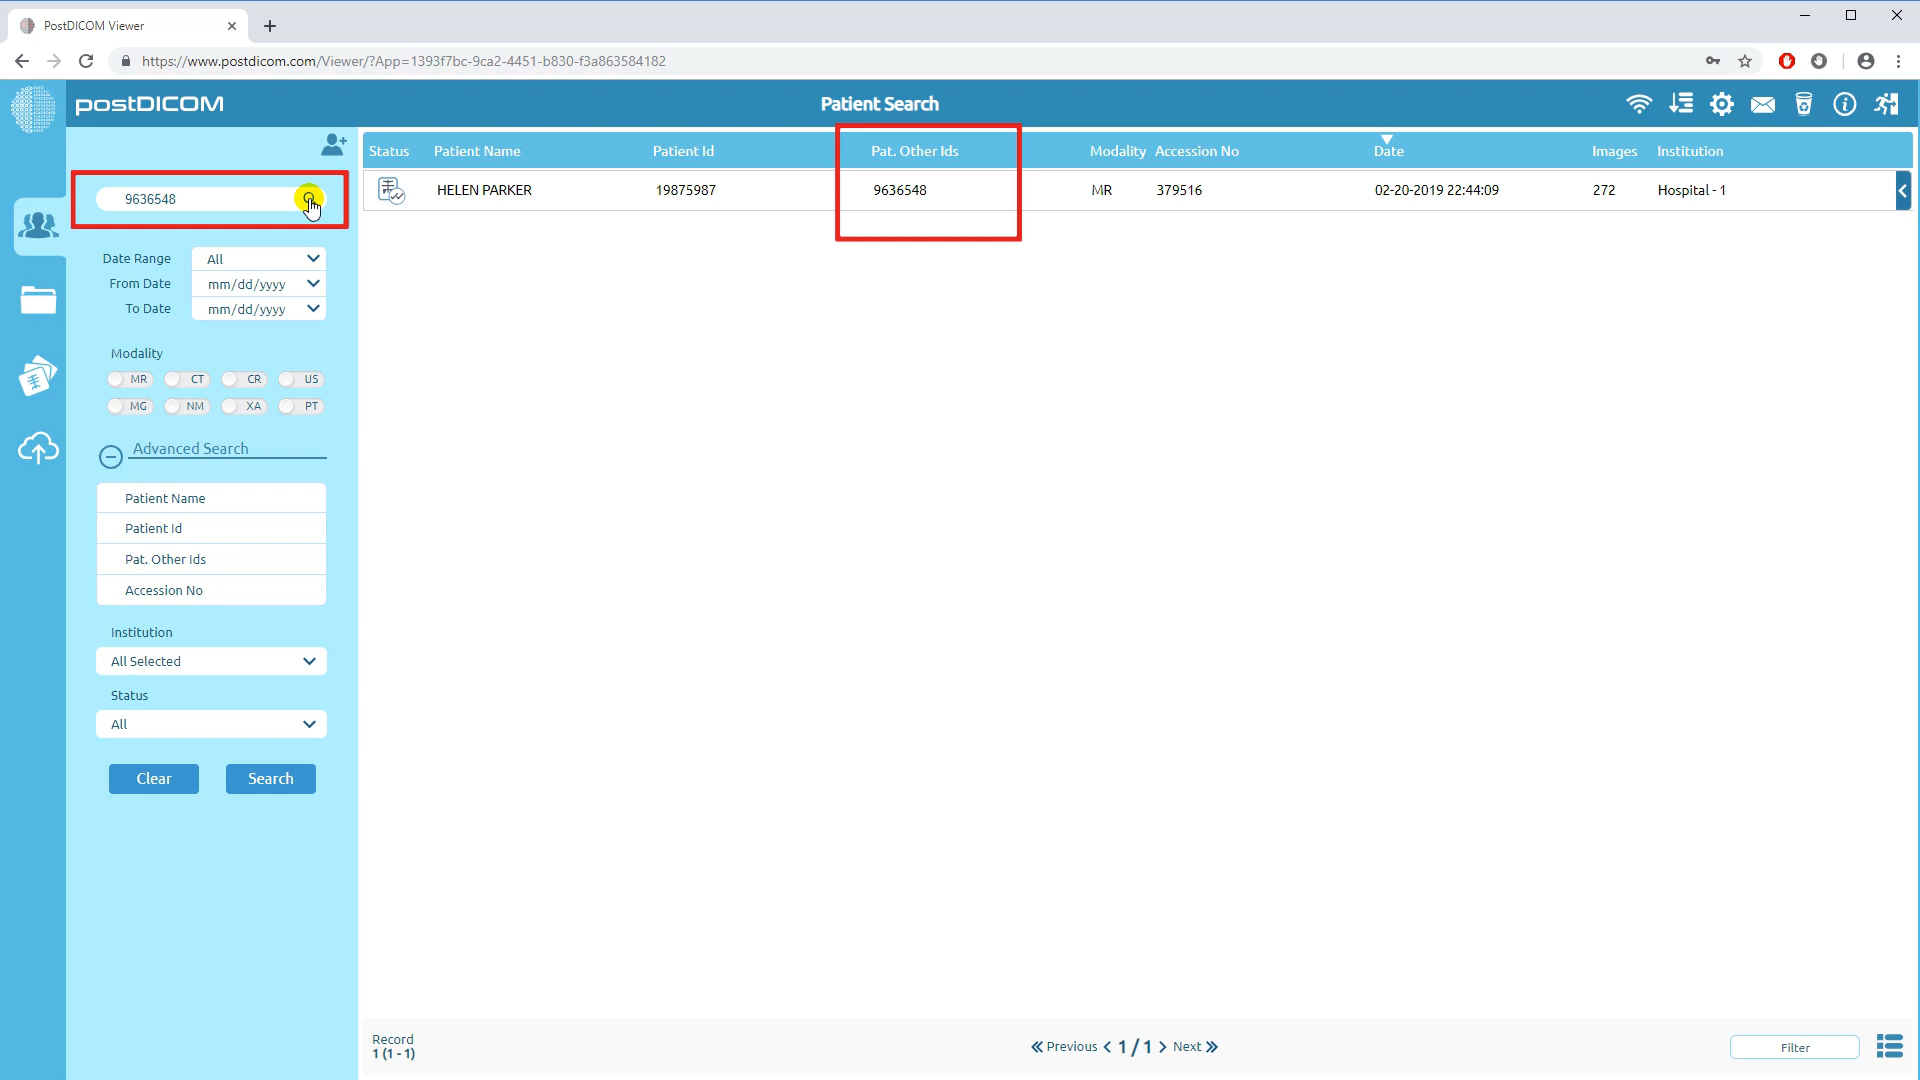 PostDICOM Viewer
https://www.postdicom.com/Viewer/?App=1393f7bc-9ca2-4451-b830-f3a863584182
postDICOM
Patient Search
Status Patient Name Patient Id Pat. Other Ids Modality Accession No Date Images Institution
HELEN PARKER 19875987 9636548 MR 379516 02-20-2019 22:44:09 272 Hospital - 1
9636548
Date Range All
From Date mm/dd/yyyy
To Date mm/dd/yyyy
Modality
MR CT CR US
MG NM XA PT
Advanced Search
Patient Name
Patient Id
Pat. Other Ids
Accession No
Institution
All Selected
Status
All
Clear Search
Record
1 (1 - 1)
Previous 1 / 1 Next
Filter